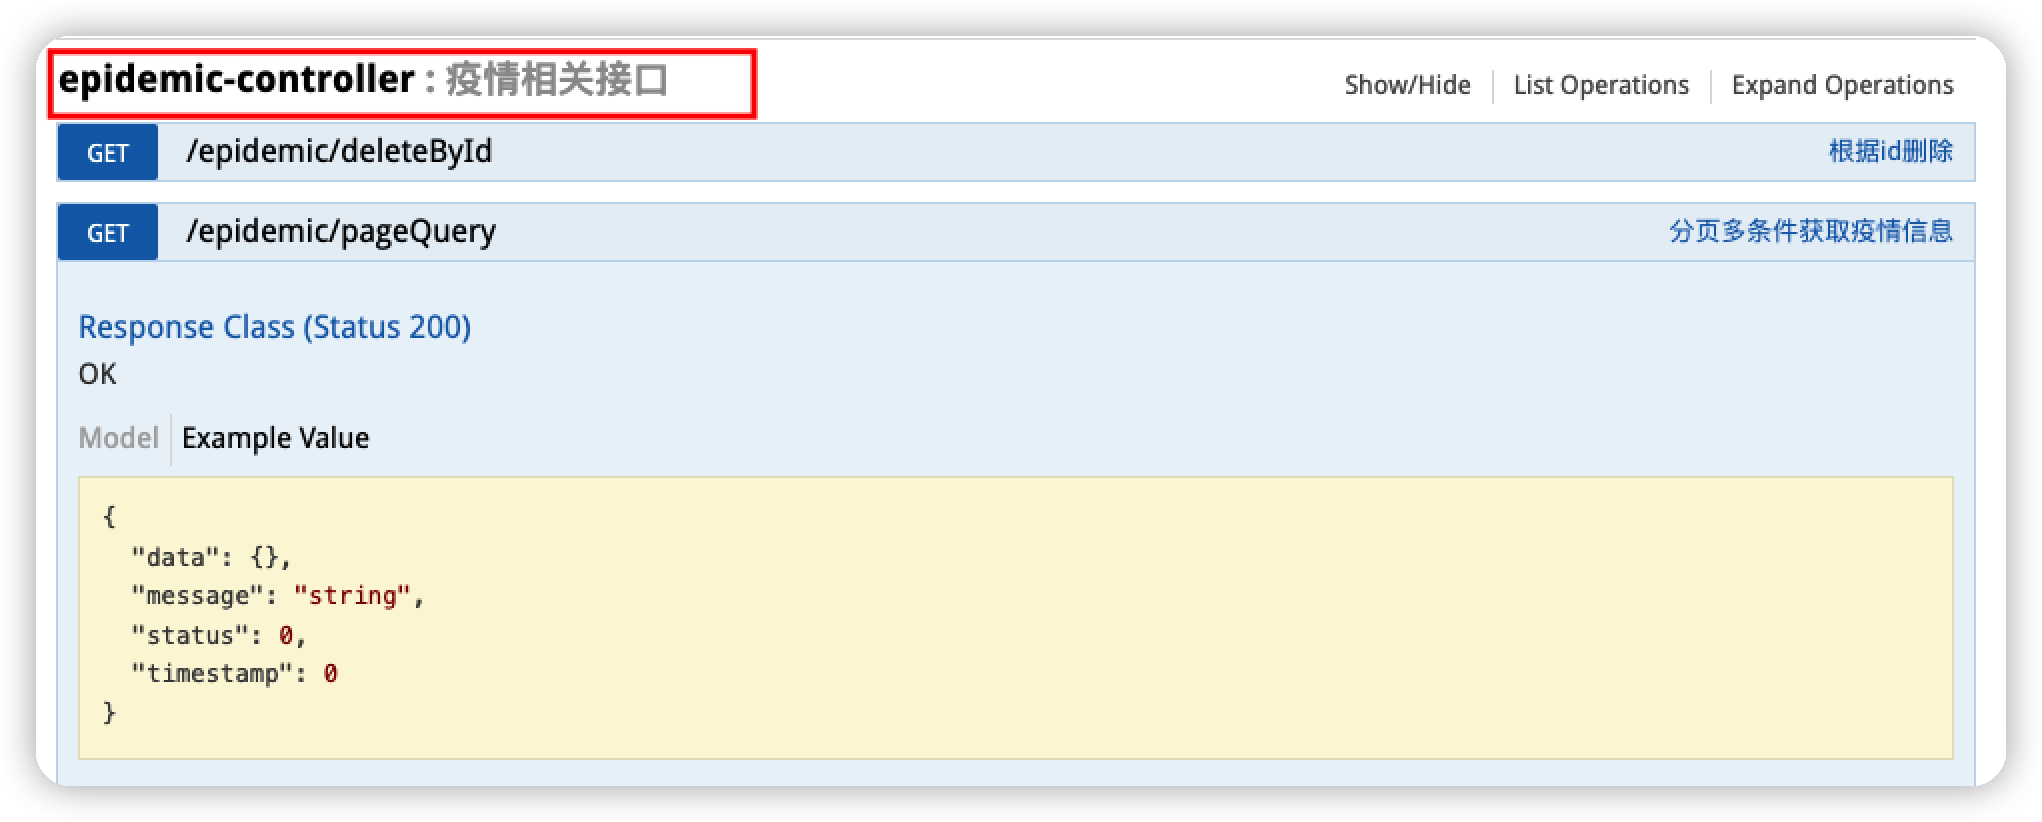 epidemic-controller : 疫情相关接口
Show/Hide List Operations Expand Operations
GET /epidemic/deleteById 根据id删除
GET /epidemic/pageQuery 分页多条件获取疫情信息
Response Class (Status 200)
OK
Model Example Value
{
"data": {},
"message": "string",
"status": 0,
"timestamp": 0
}